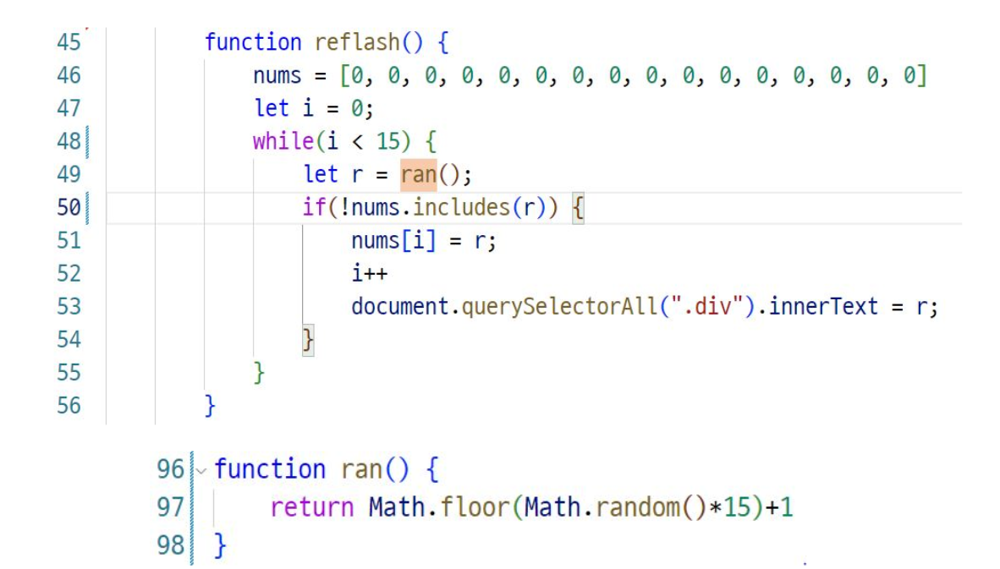 45 function reflash() {
46 nums = [0, 0, 0, 0, 0, 0, 0, 0, 0, 0, 0, 0, 0, 0, 0, 0]
47 let i = 0;
48 while(i < 15) {
49 let r = ran();
50 if(!nums.includes(r)) {
51 nums[i] = r;
52 i++
53 document.querySelectorAll(".div").innerText = r;
54 }
55 }
56 }
96 function ran() {
97 return Math.floor(Math.random()*15)+1
98 }